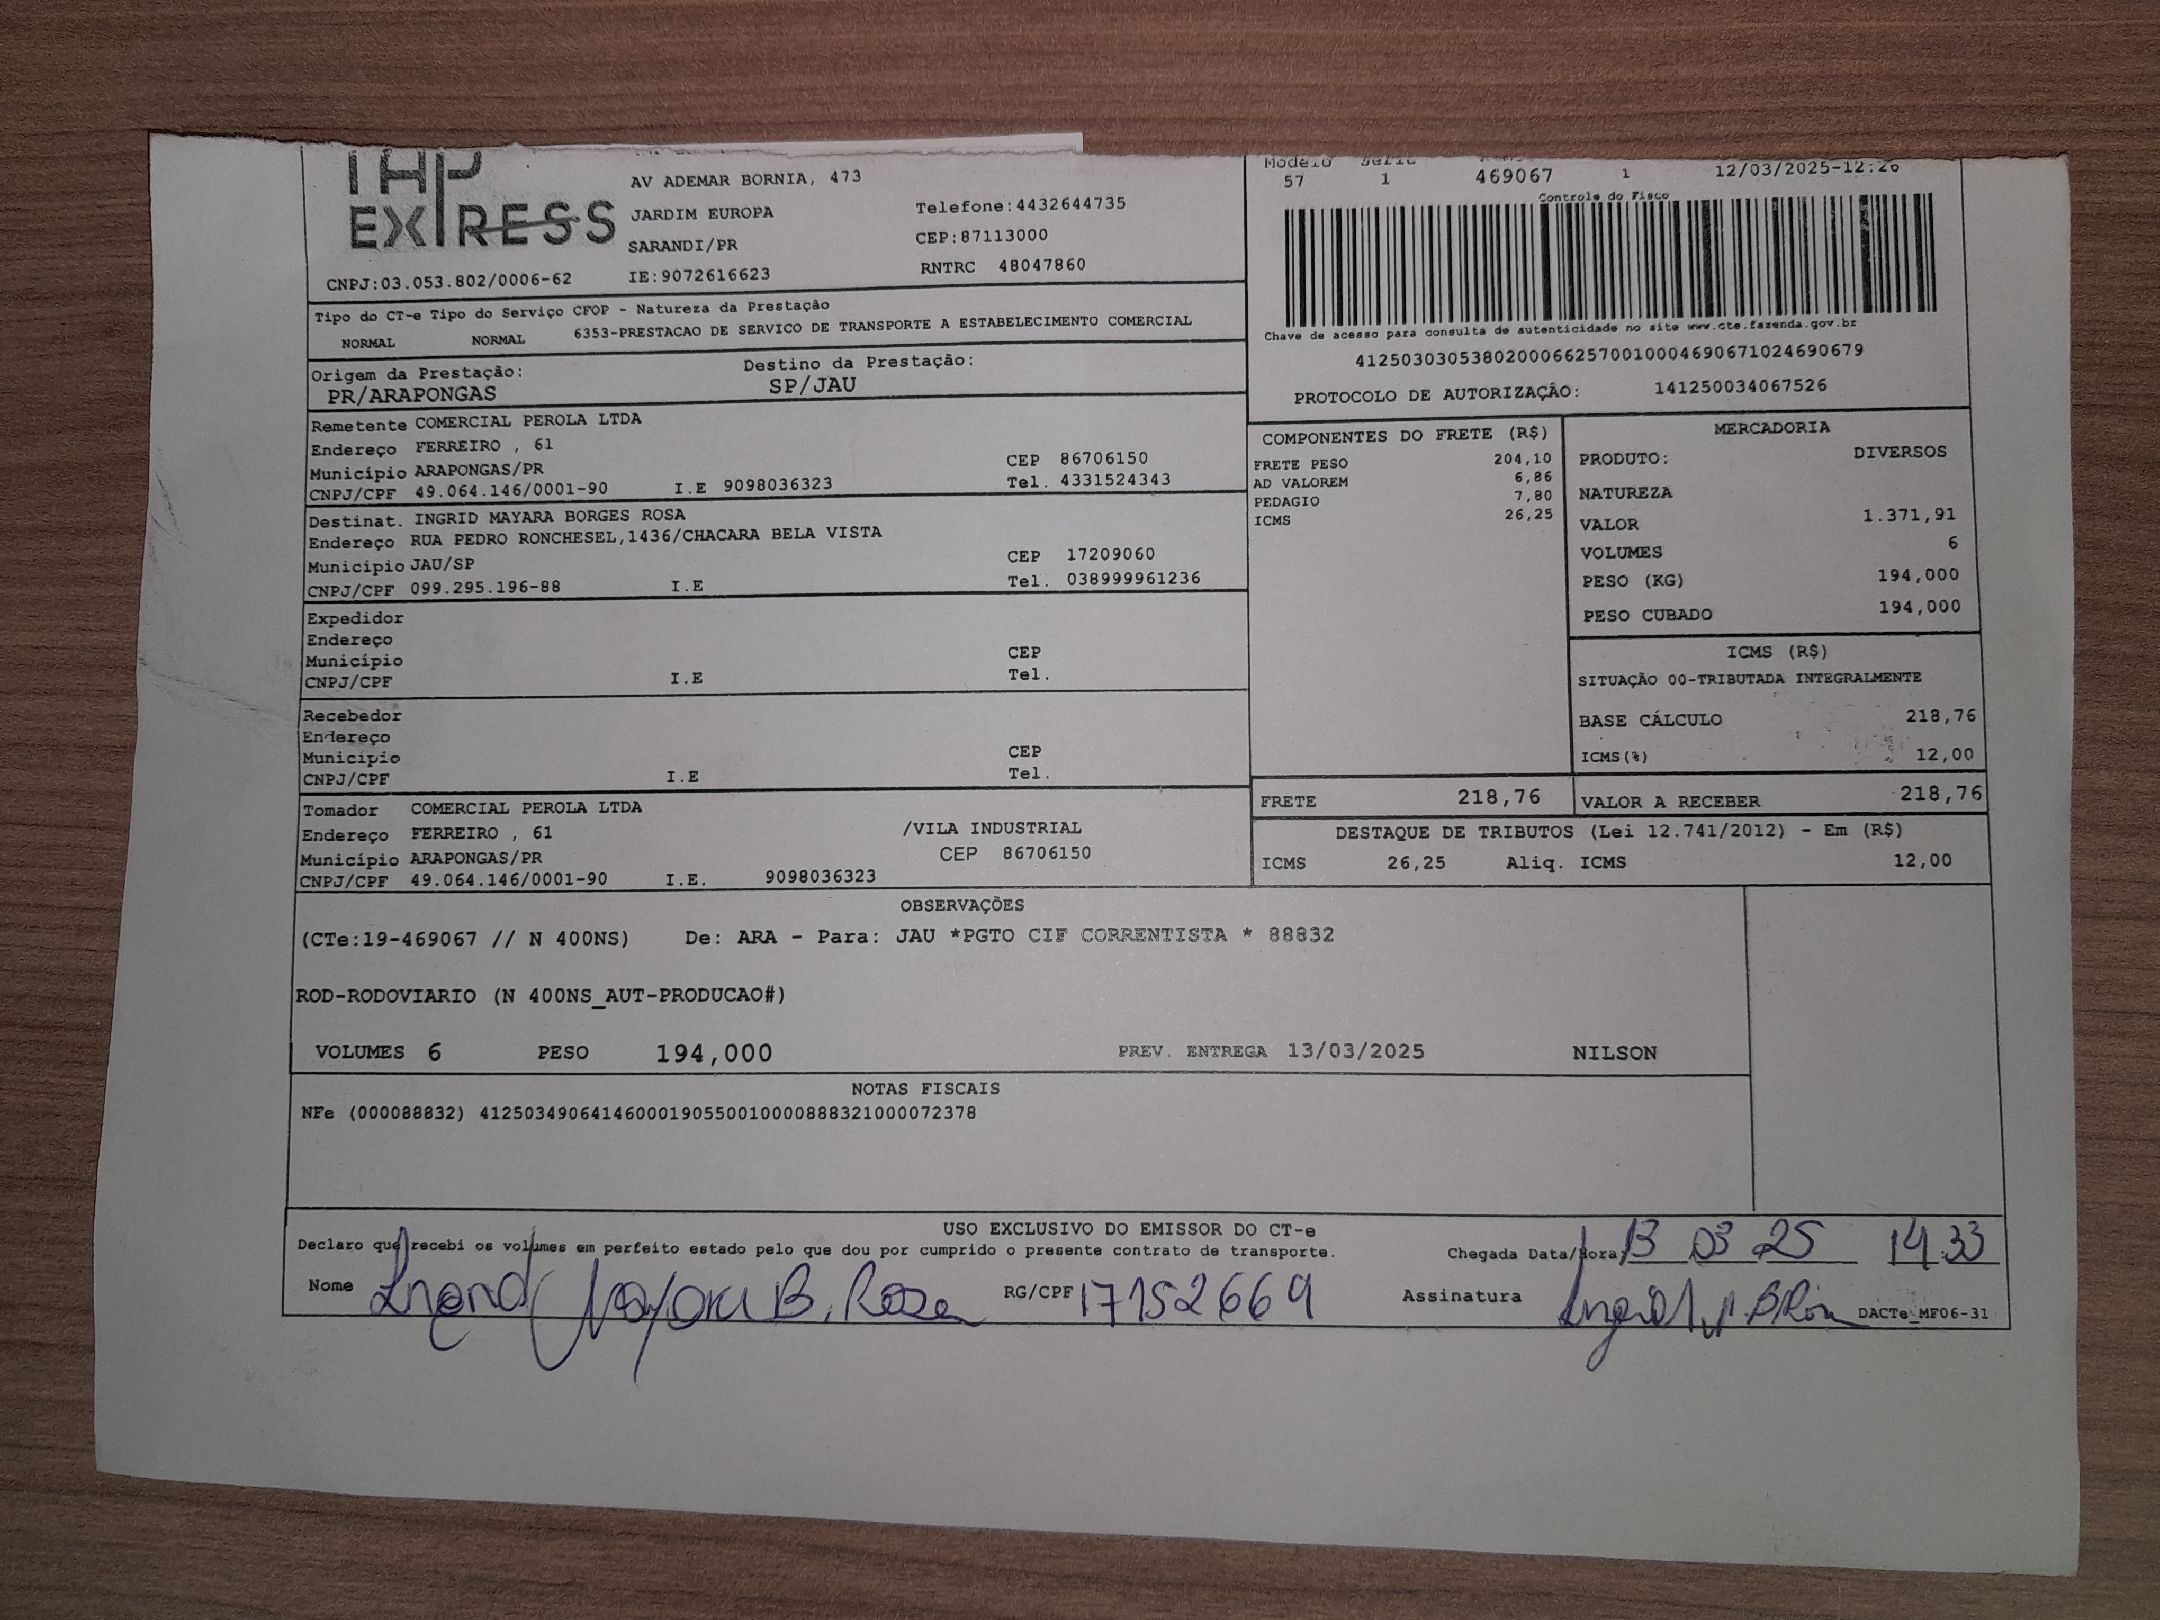 THP
EXPRESS
AV ADEMAR BORNIA, 473
JARDIM EUROPA
Telefone:4432644735
SARANDI/PR
CEP:87113000
CNPJ:03.053.802/0006-62 IE:9072616623
RNTRC 48047860
Modelo Serie
57 1 469067 1 12/03/2025-12:26
Controle do Fisco
Chave de acesso para consulta de autenticidade no site www.cte.fazenda.gov.br
41250303053802000662570010004690671024690679
PROTOCOLO DE AUTORIZAÇÃO: 141250034067526
Tipo do CT-e Tipo do Serviço CFOP - Natureza da Prestação
NORMAL NORMAL 6353-PRESTACAO DE SERVICO DE TRANSPORTE A ESTABELECIMENTO COMERCIAL
Origem da Prestação: Destino da Prestação:
PR/ARAPONGAS SP/JAU
Remetente COMERCIAL PEROLA LTDA
Endereço FERREIRO , 61
Município ARAPONGAS/PR CEP 86706150
CNPJ/CPF 49.064.146/0001-90 I.E 9098036323 Tel. 4331524343
Destinat. INGRID MAYARA BORGES ROSA
Endereço RUA PEDRO RONCHESEL,1436/CHACARA BELA VISTA
Município JAU/SP CEP 17209060
CNPJ/CPF 099.295.196-88 I.E Tel. 038999961236
Expedidor
Endereço
Município CEP
CNPJ/CPF I.E Tel.
Recebedor
Endereço
Município CEP
CNPJ/CPF I.E Tel.
Tomador COMERCIAL PEROLA LTDA
Endereço FERREIRO , 61 /VILA INDUSTRIAL
Município ARAPONGAS/PR CEP 86706150
CNPJ/CPF 49.064.146/0001-90 I.E. 9098036323
COMPONENTES DO FRETE (R$)
FRETE PESO 204,10
AD VALOREM 6,86
PEDAGIO 7,80
ICMS 26,25
MERCADORIA
PRODUTO: DIVERSOS
NATUREZA
VALOR 1.371,91
VOLUMES 6
PESO (KG) 194,000
PESO CUBADO 194,000
ICMS (R$)
SITUAÇÃO 00-TRIBUTADA INTEGRALMENTE
BASE CÁLCULO 218,76
ICMS(%) 12,00
FRETE 218,76 VALOR A RECEBER 218,76
DESTAQUE DE TRIBUTOS (Lei 12.741/2012) - Em (R$)
ICMS 26,25 Aliq. ICMS 12,00
OBSERVAÇÕES
(CTe:19-469067 // N 400NS) De: ARA - Para: JAU *PGTO CIF CORRENTISTA * 88832
ROD-RODOVIARIO (N 400NS_AUT-PRODUCAO#)
VOLUMES 6 PESO 194,000 PREV. ENTREGA 13/03/2025 NILSON
NOTAS FISCAIS
NFe (000088832) 41250349064146000190550010000888321000072378
USO EXCLUSIVO DO EMISSOR DO CT-e
Declaro que recebi os volumes em perfeito estado pelo que dou por cumprido o presente contrato de transporte.
Chegada Data/Hora 13 03 25 14:33
Nome Ingrid Mayara B. Rosa RG/CPF 17152669 Assinatura
DACTe_MF06-31